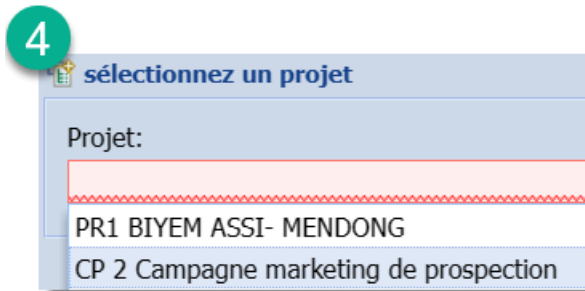 4
sélectionnez un projet
Projet:
PR1 BIYEM ASSI- MENDONG
CP 2 Campagne marketing de prospection